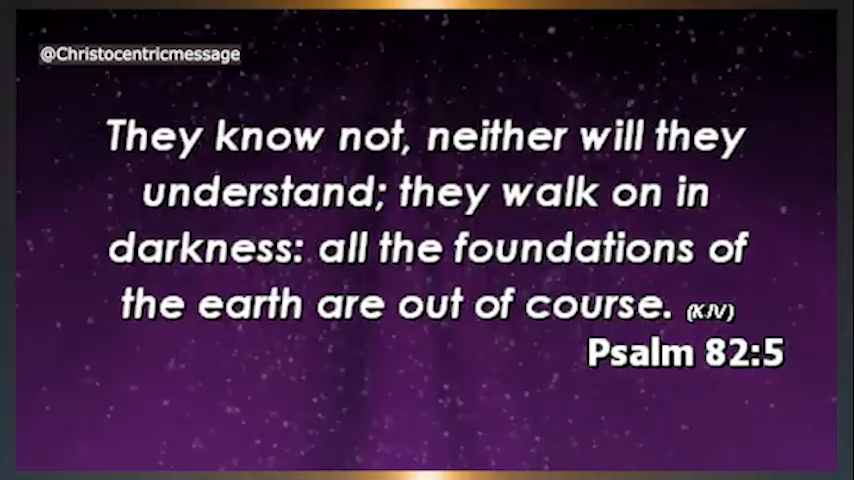 @Christocentricmessage
They know not, neither will they
understand; they walk on in
darkness: all the foundations of
the earth are out of course. (KJV)
Psalm 82:5